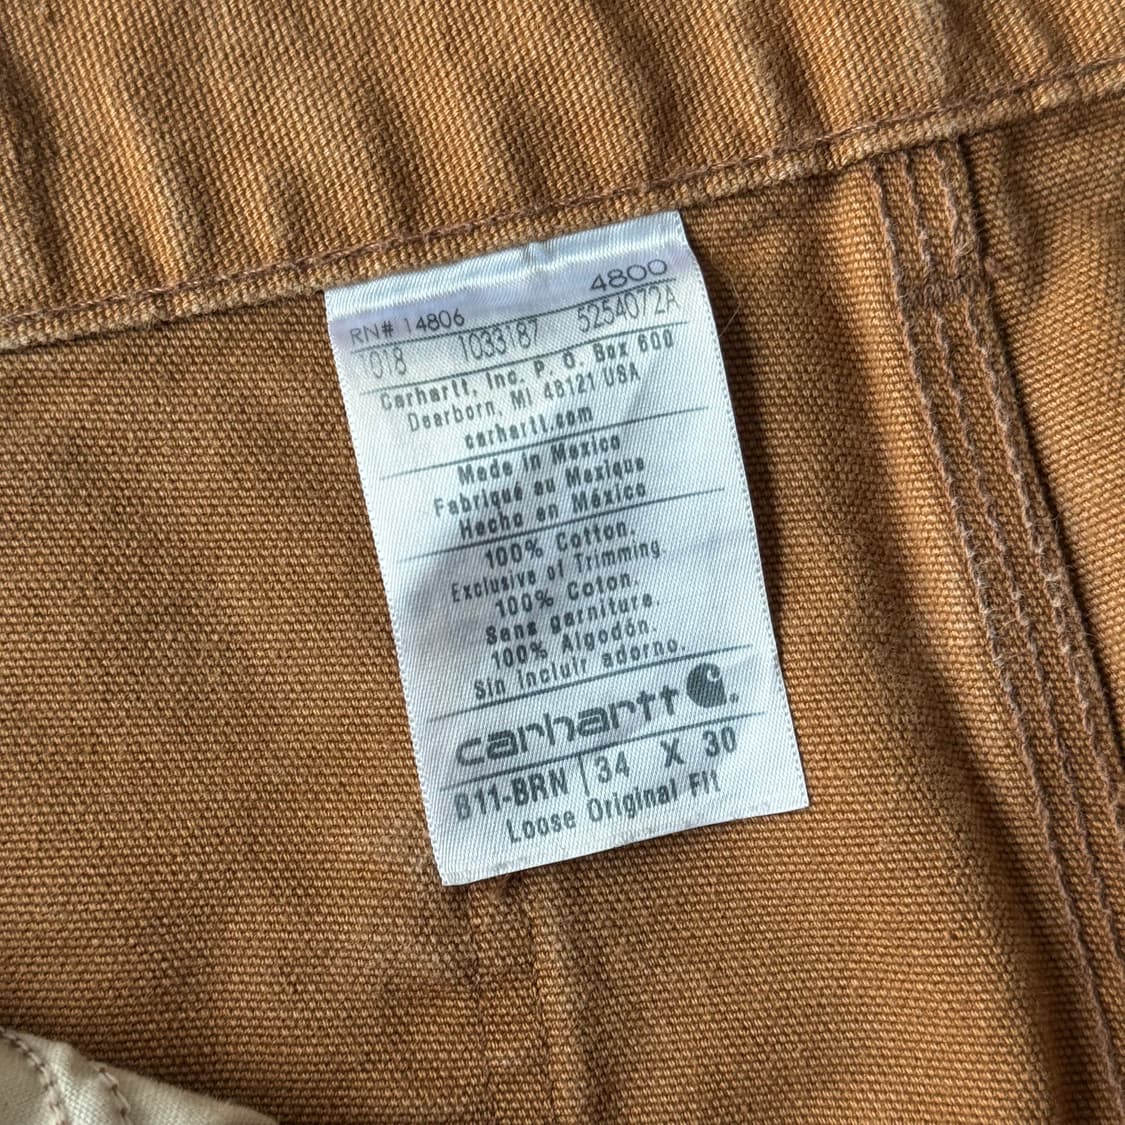 4800
RN# 14806
1018 1033187 5254072A
Carhartt, Inc. P. O. Box 600
Dearborn, MI 48121 USA
carhartt.com
Made in Mexico
Fabriqué au Mexique
Hecho en México
100% Cotton.
Exclusive of Trimming
100% Coton.
Sans garniture.
100% Algodón.
Sin incluir adorno.
carhartt
B11-BRN | 34 X 30
Loose Original Fit